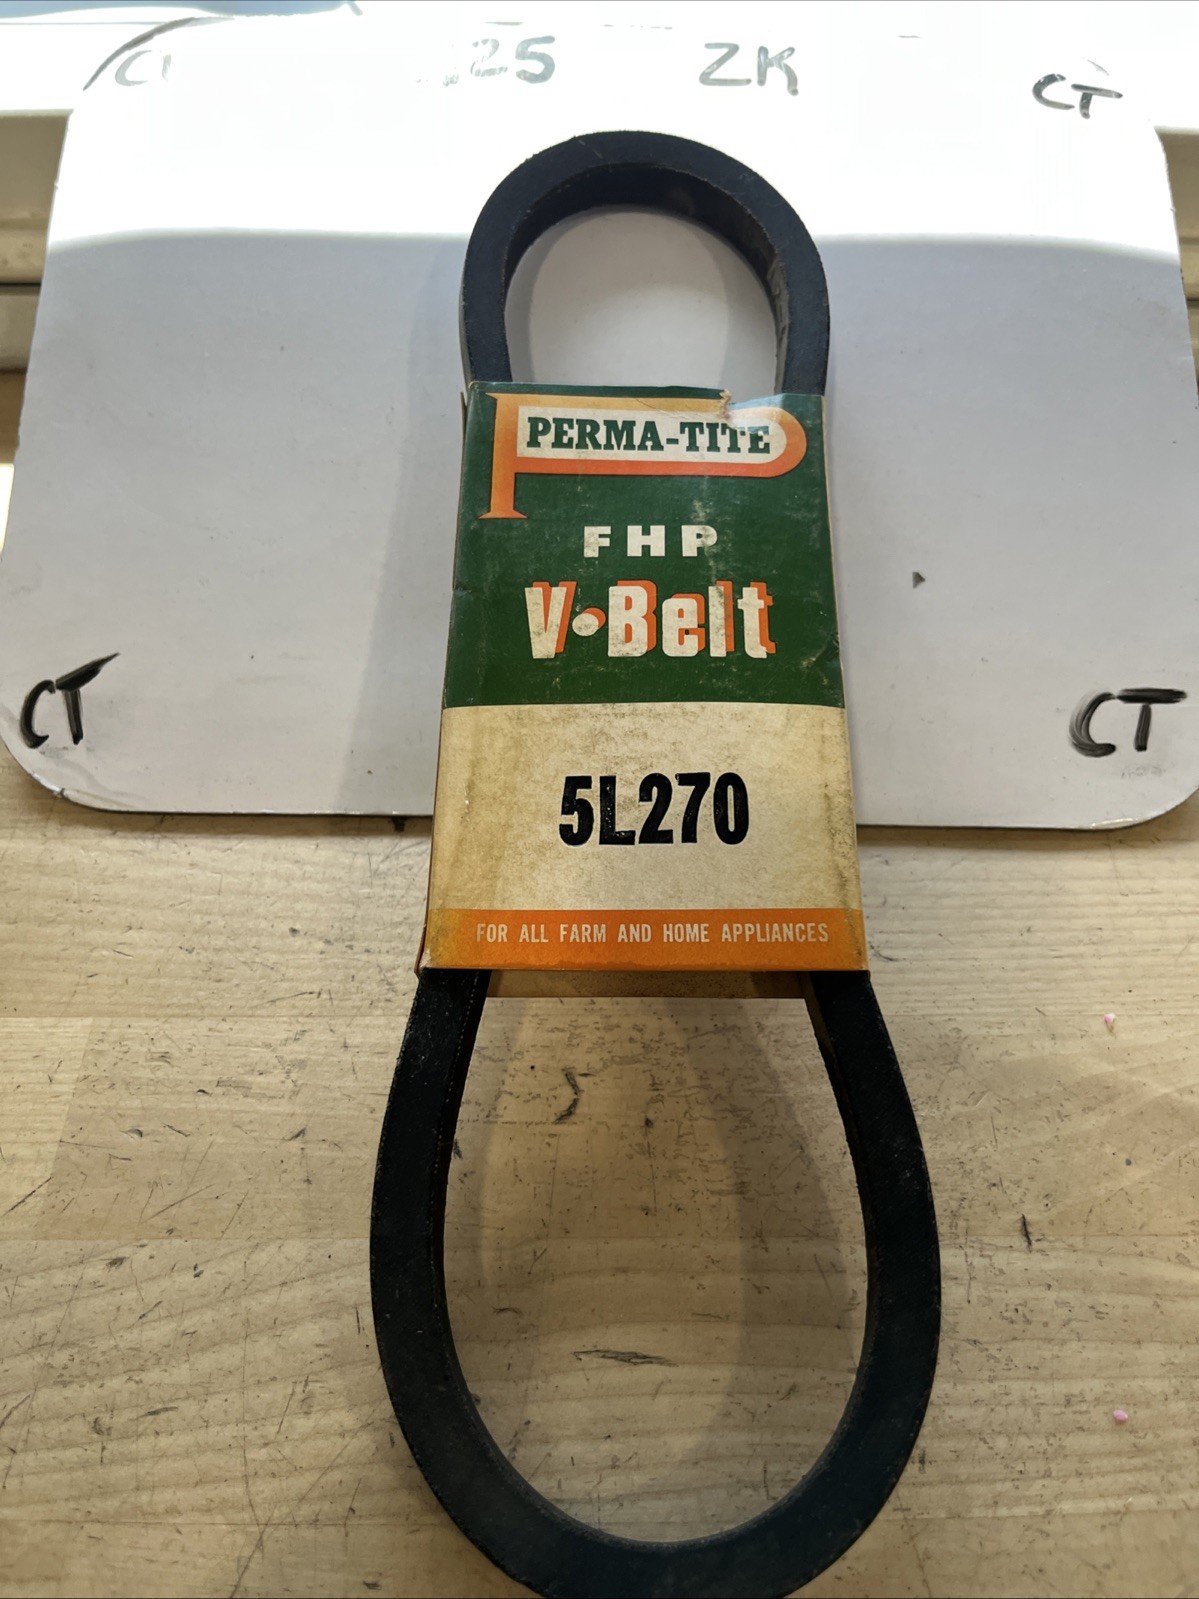 25 ZK
CT
PERMA-TITE
FHP
V•Belt
CT
CT
5L270
FOR ALL FARM AND HOME APPLIANCES